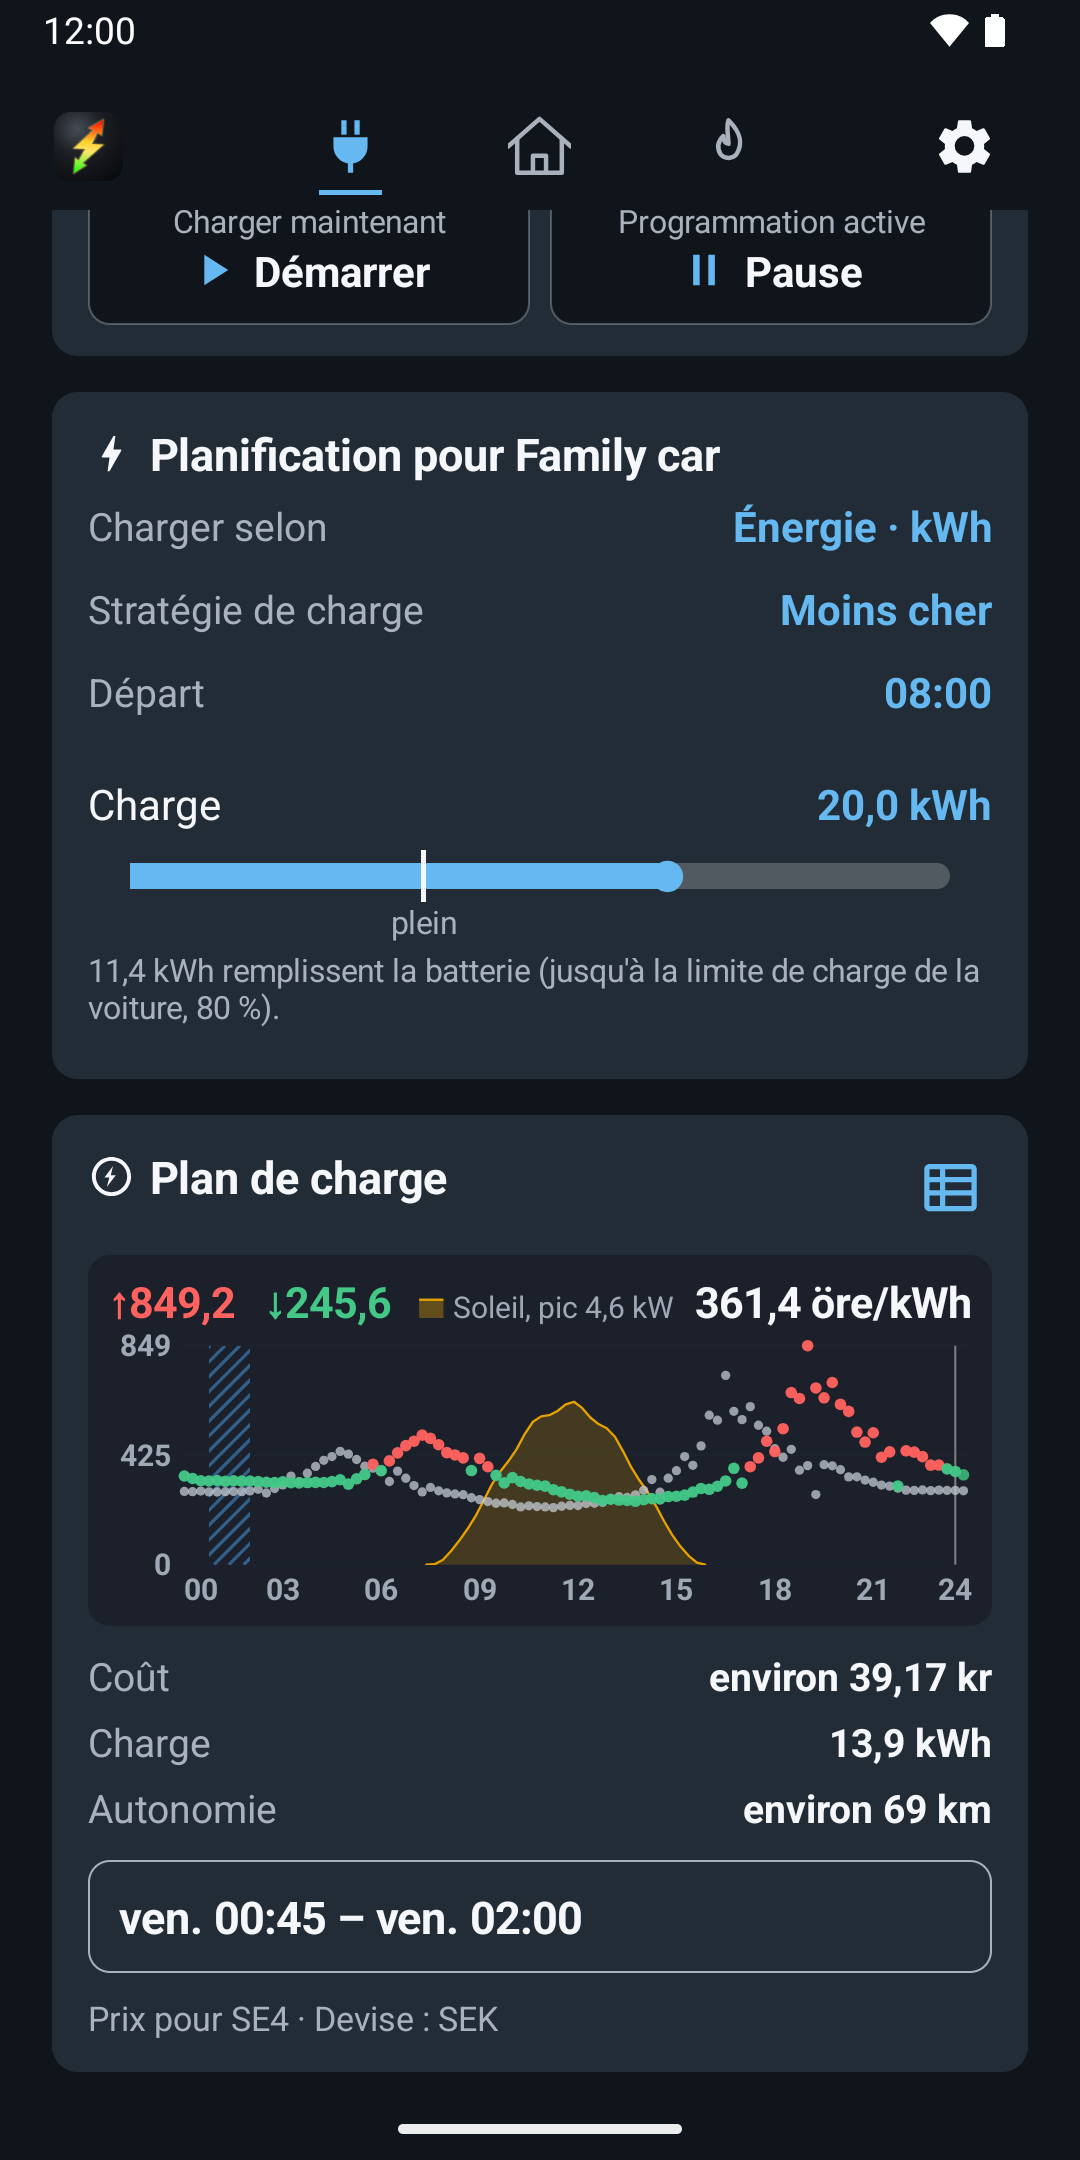 12:00
Charger maintenant
Démarrer
Programmation active
Pause
Planification pour Family car
Charger selon Énergie · kWh
Stratégie de charge Moins cher
Départ 08:00
Charge 20,0 kWh
plein
11,4 kWh remplissent la batterie (jusqu'à la limite de charge de la
voiture, 80 %).
Plan de charge
↑849,2 ↓245,6 Soleil, pic 4,6 kW 361,4 öre/kWh
849
425
0
00 03 06 09 12 15 18 21 24
Coût environ 39,17 kr
Charge 13,9 kWh
Autonomie environ 69 km
ven. 00:45 – ven. 02:00
Prix pour SE4 · Devise : SEK